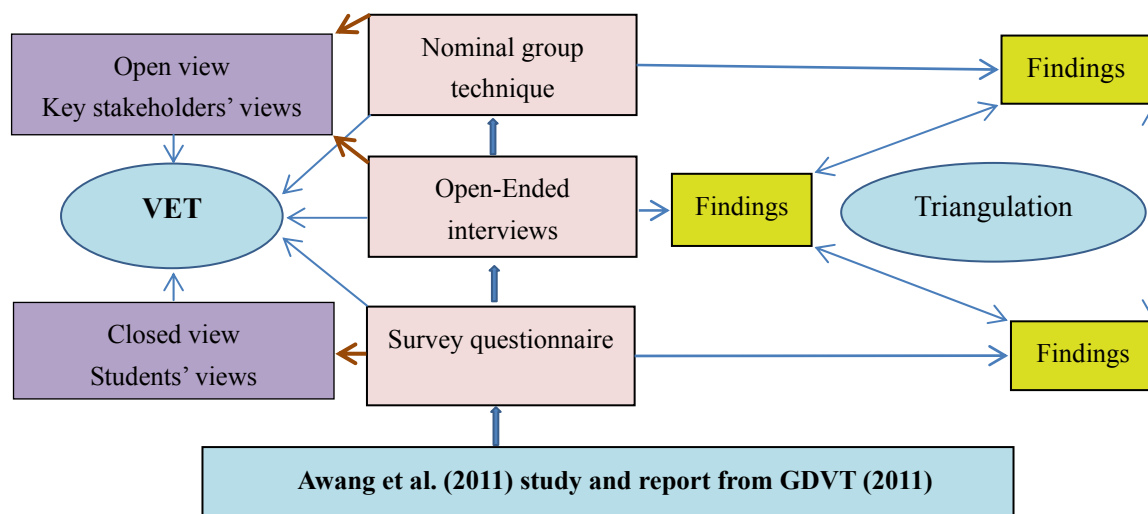 Open view
Key stakeholders’ views
Nominal group
technique
Findings
VET
Open-Ended
interviews
Findings
Triangulation
Closed view
Students’ views
Survey questionnaire
Findings
Awang et al. (2011) study and report from GDVT (2011)